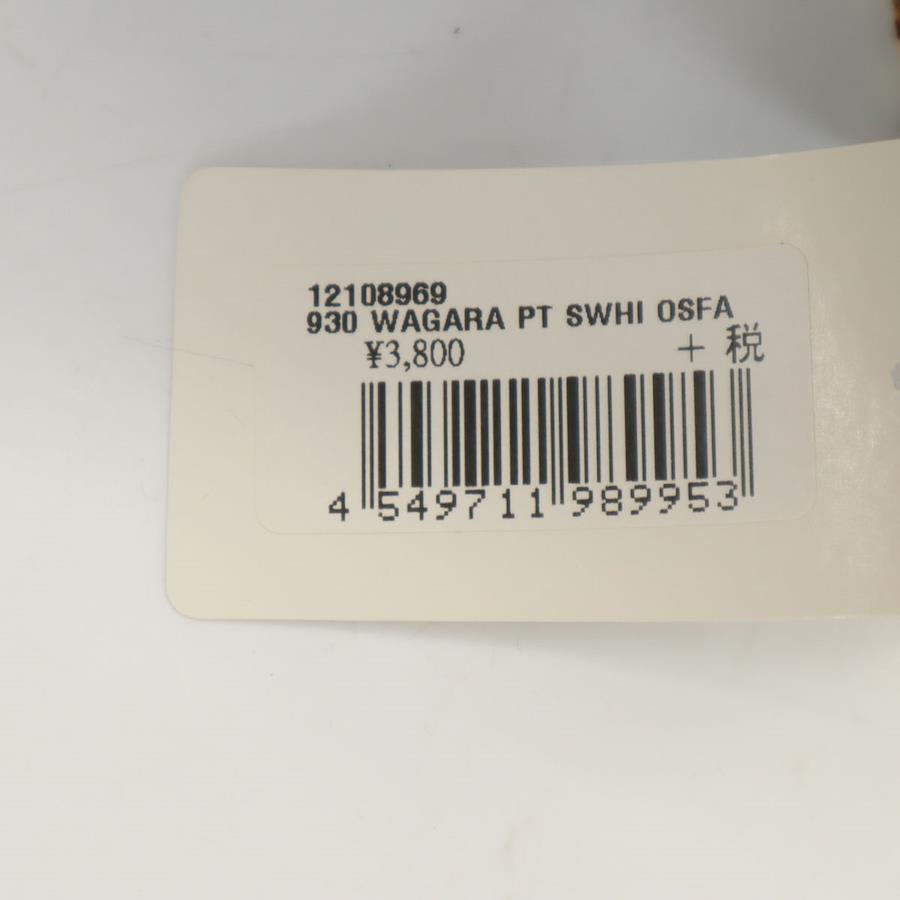 12108969
930 WAGARA PT SWHI OSFA
¥3,800 + 税
4 549711 989953